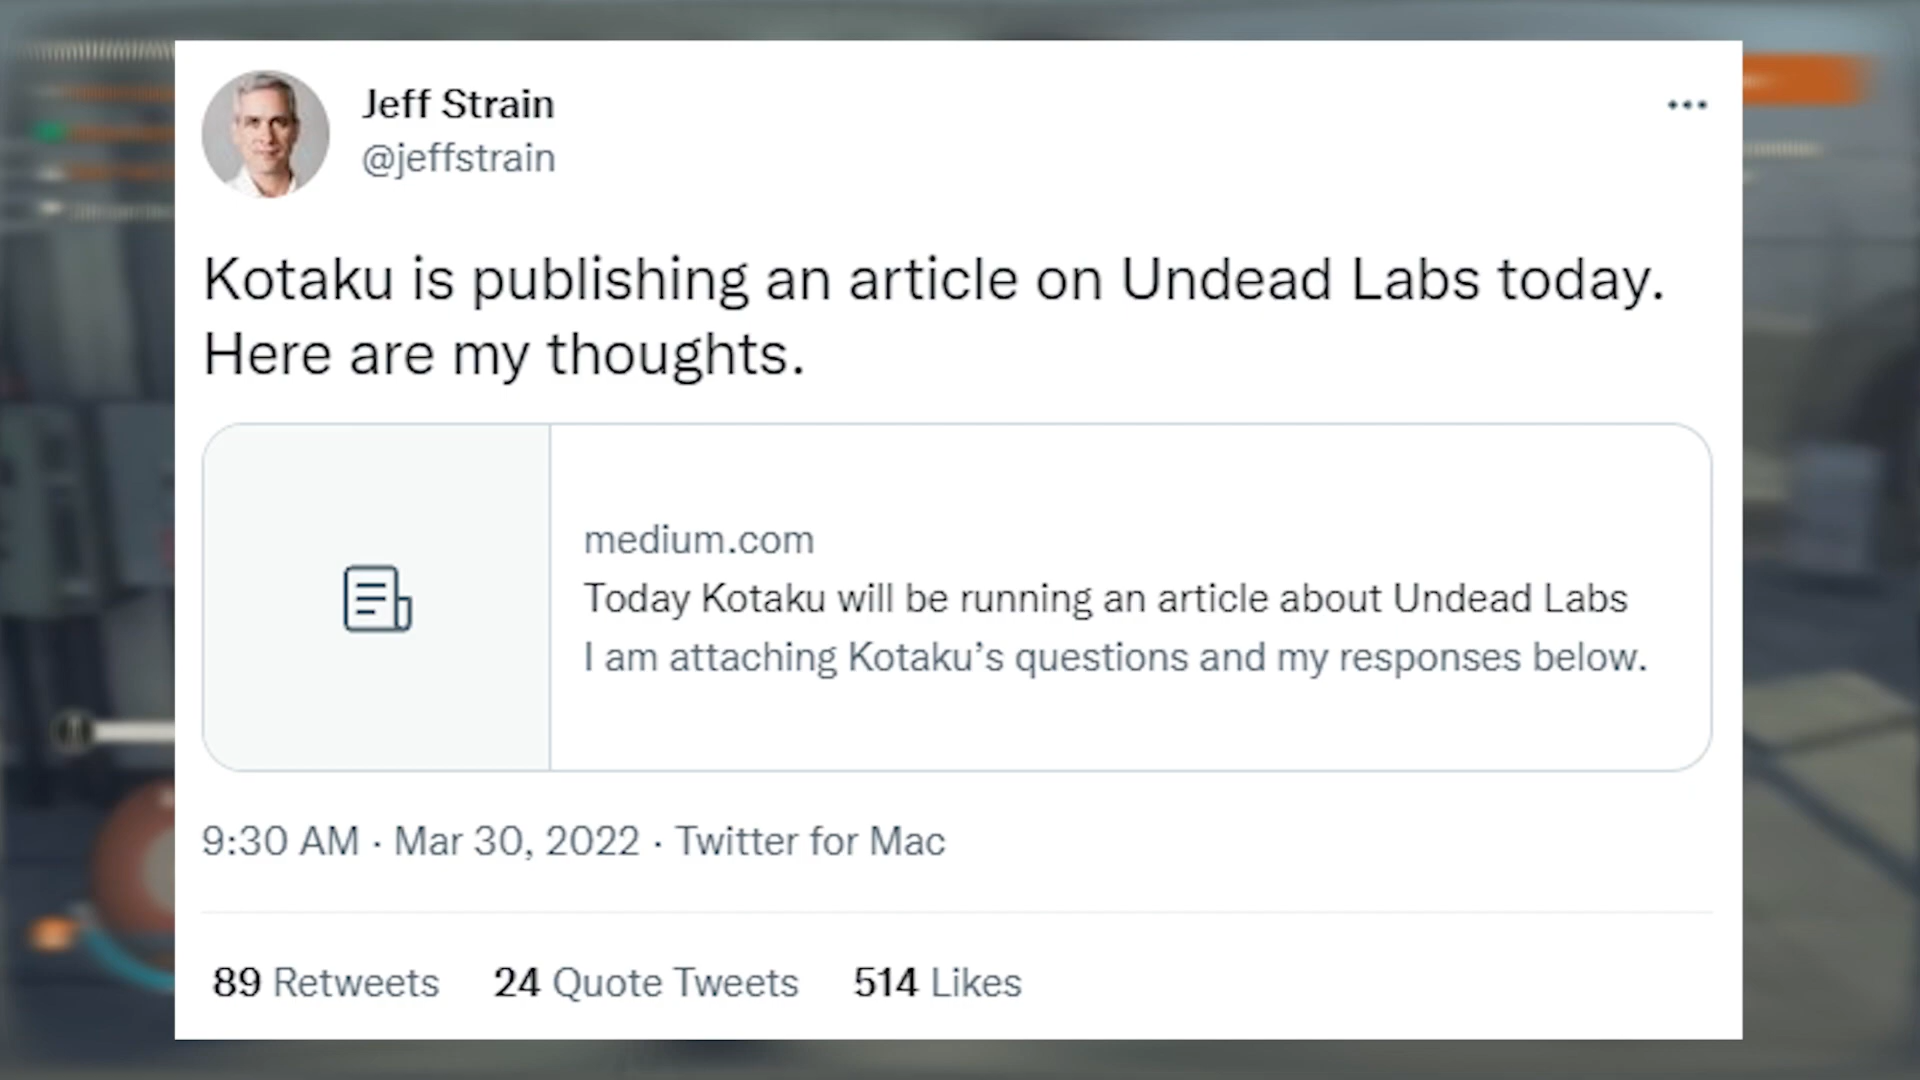 Jeff Strain
@jeffstrain
Kotaku is publishing an article on Undead Labs today.
Here are my thoughts.
medium.com
Today Kotaku will be running an article about Undead Labs
I am attaching Kotaku’s questions and my responses below.
9:30 AM · Mar 30, 2022 · Twitter for Mac
89 Retweets 24 Quote Tweets 514 Likes